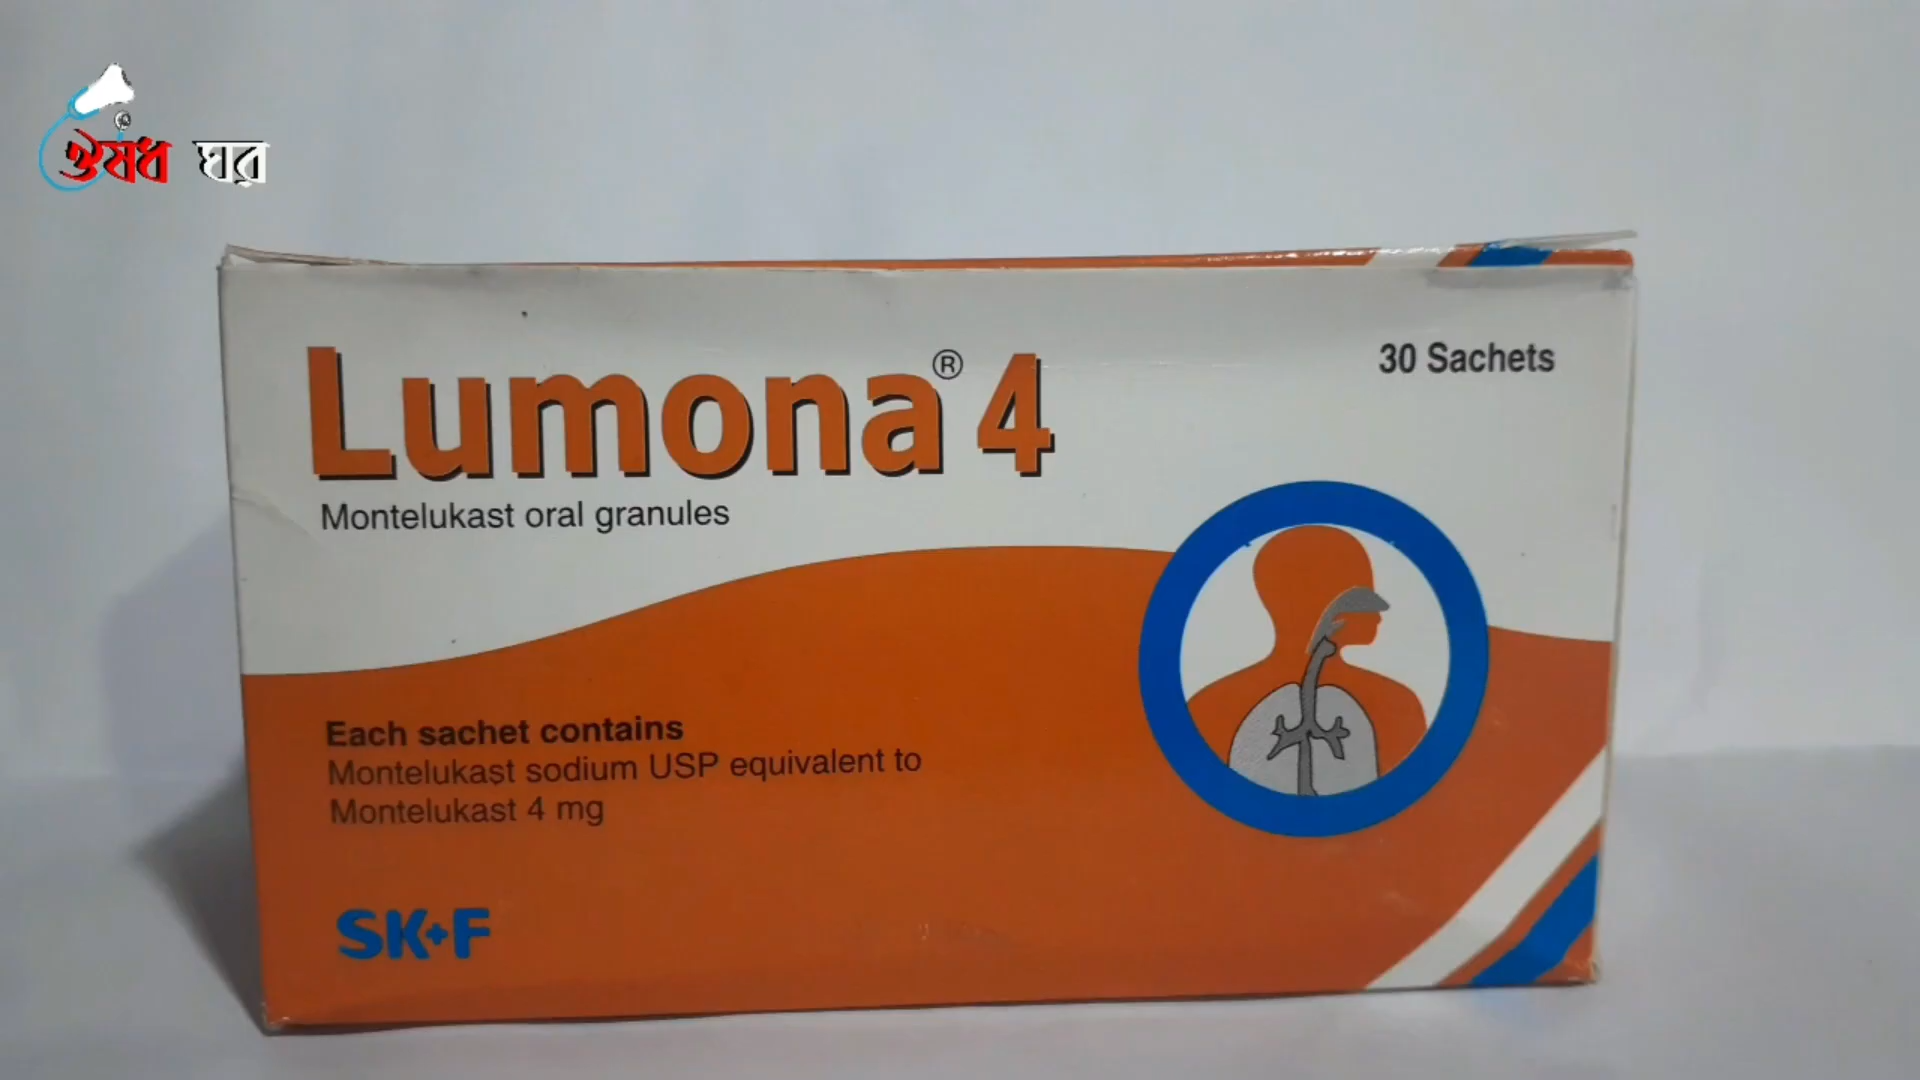 ঔষধ ঘর
Lumona® 4
30 Sachets
Montelukast oral granules
Each sachet contains
Montelukast sodium USP equivalent to
Montelukast 4 mg
SK+F